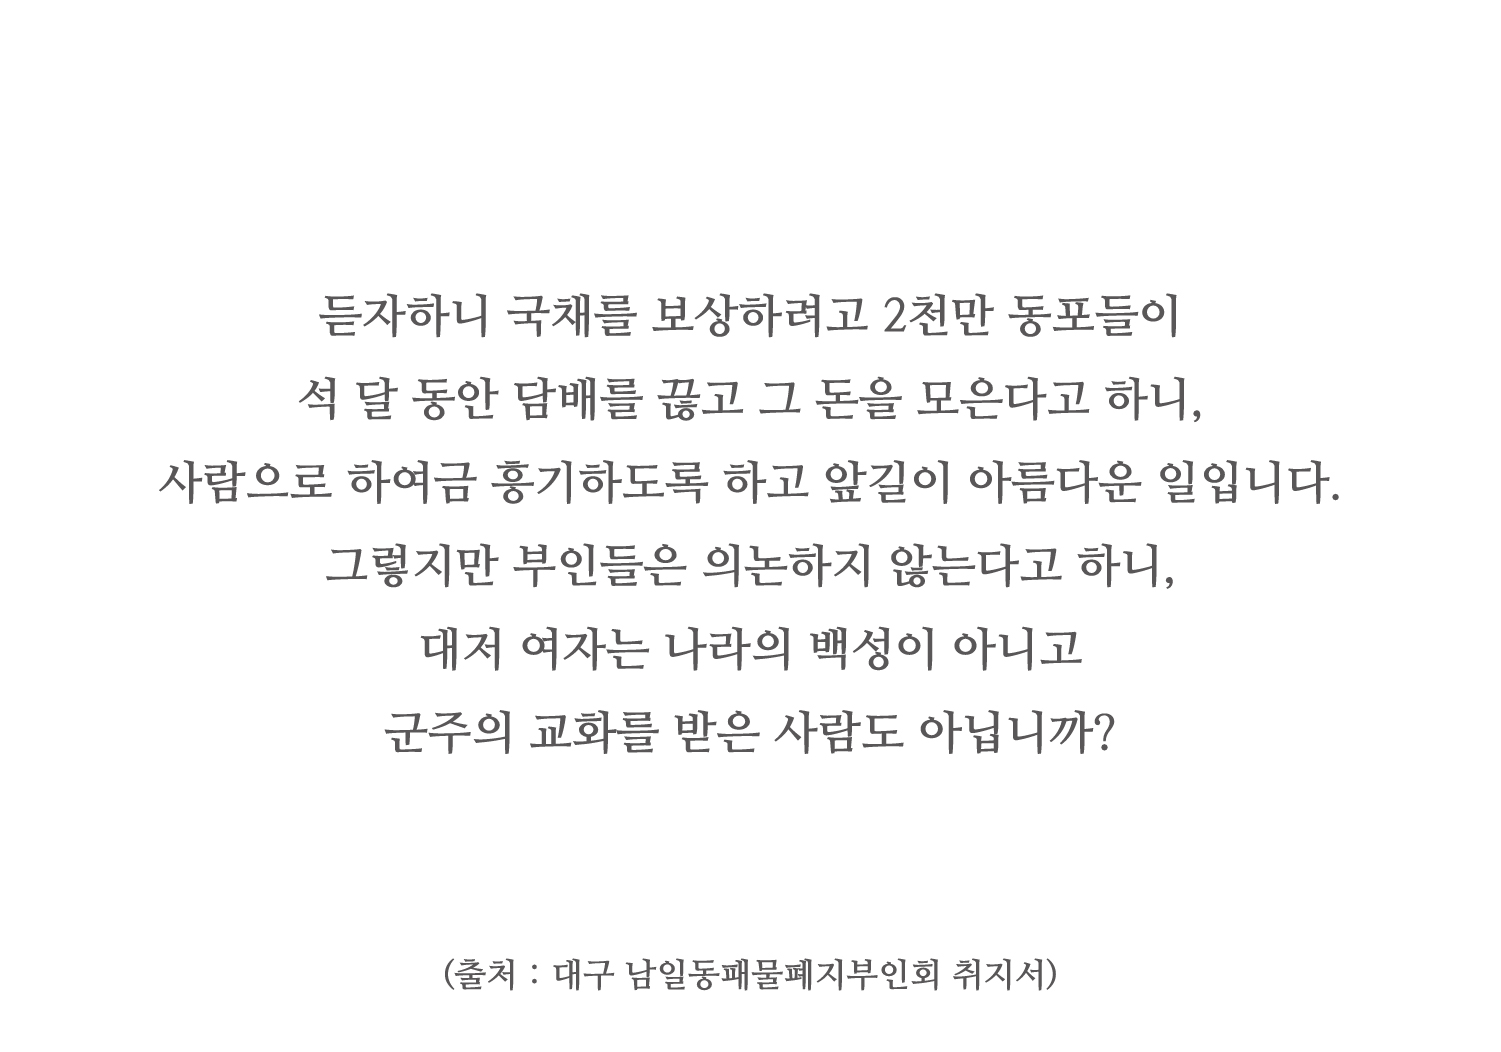 듣자하니 국채를 보상하려고 2천만 동포들이
석 달 동안 담배를 끊고 그 돈을 모은다고 하니,
사람으로 하여금 흥기하도록 하고 앞길이 아름다운 일입니다.
그렇지만 부인들은 의논하지 않는다고 하니,
대저 여자는 나라의 백성이 아니고
군주의 교화를 받은 사람도 아닙니까?
(출처 : 대구 남일동패물폐지부인회 취지서)